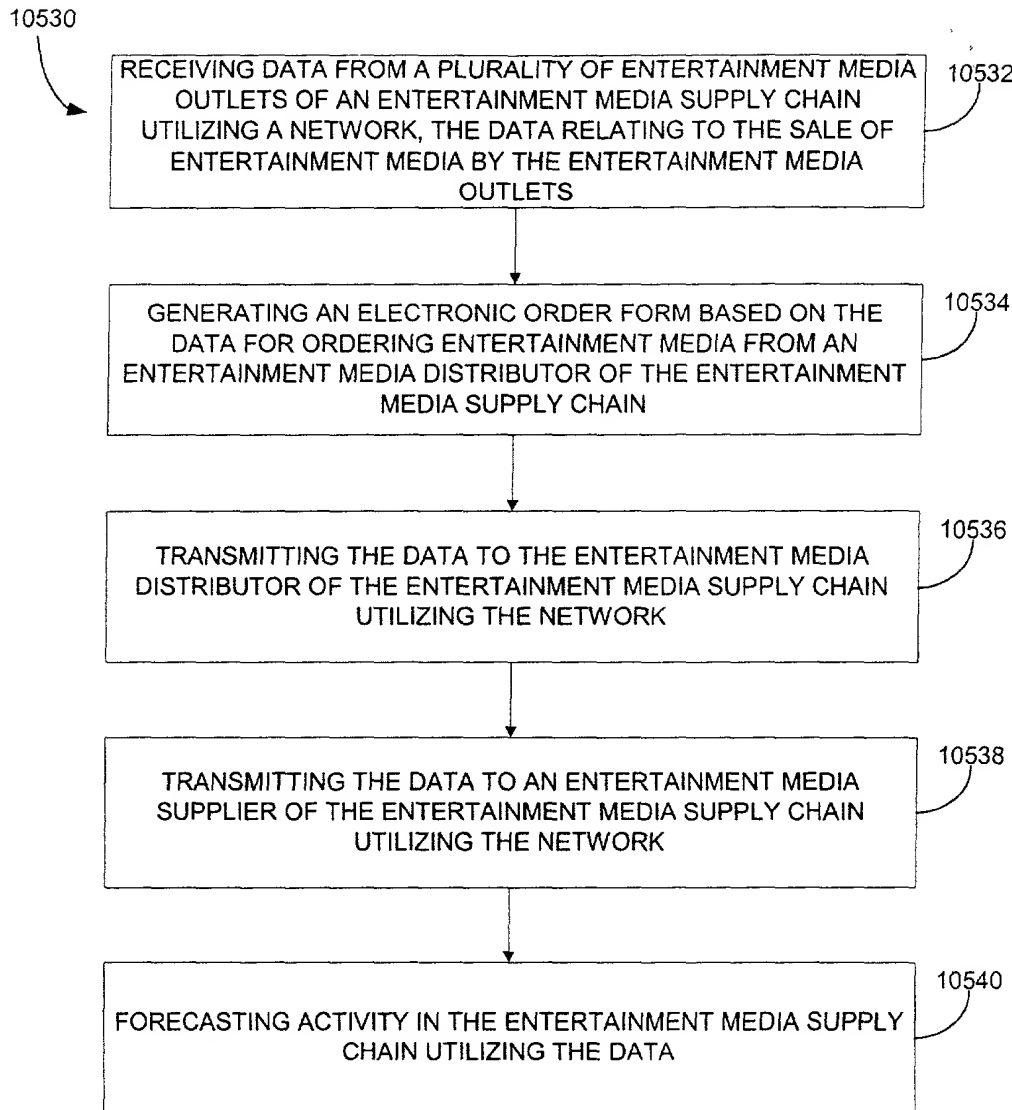 10530
RECEIVING DATA FROM A PLURALITY OF ENTERTAINMENT MEDIA
OUTLETS OF AN ENTERTAINMENT MEDIA SUPPLY CHAIN
UTILIZING A NETWORK, THE DATA RELATING TO THE SALE OF
ENTERTAINMENT MEDIA BY THE ENTERTAINMENT MEDIA
OUTLETS
10532
GENERATING AN ELECTRONIC ORDER FORM BASED ON THE
DATA FOR ORDERING ENTERTAINMENT MEDIA FROM AN
ENTERTAINMENT MEDIA DISTRIBUTOR OF THE ENTERTAINMENT
MEDIA SUPPLY CHAIN
10534
TRANSMITTING THE DATA TO THE ENTERTAINMENT MEDIA
DISTRIBUTOR OF THE ENTERTAINMENT MEDIA SUPPLY CHAIN
UTILIZING THE NETWORK
10536
TRANSMITTING THE DATA TO AN ENTERTAINMENT MEDIA
SUPPLIER OF THE ENTERTAINMENT MEDIA SUPPLY CHAIN
UTILIZING THE NETWORK
10538
FORECASTING ACTIVITY IN THE ENTERTAINMENT MEDIA SUPPLY
CHAIN UTILIZING THE DATA
10540